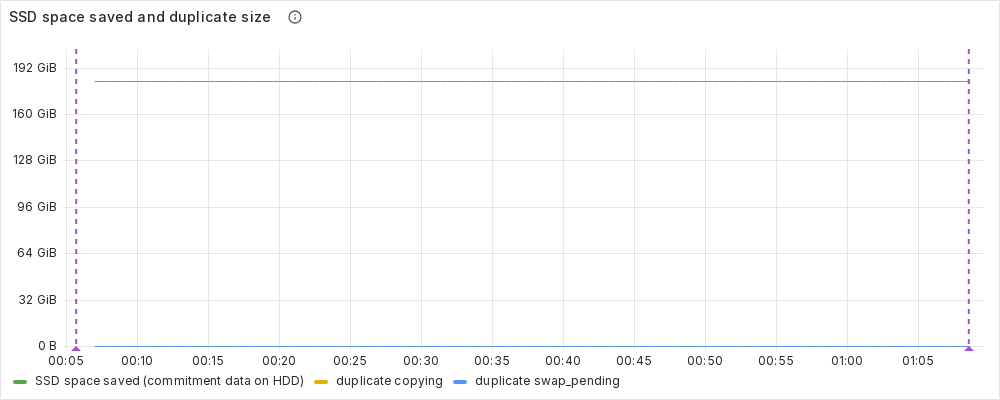 SSD space saved and duplicate size
192 GiB
160 GiB
128 GiB
96 GiB
64 GiB
32 GiB
0 B
00:05 00:10 00:15 00:20 00:25 00:30 00:35 00:40 00:45 00:50 00:55 01:00 01:05
SSD space saved (commitment data on HDD) duplicate copying duplicate swap_pending